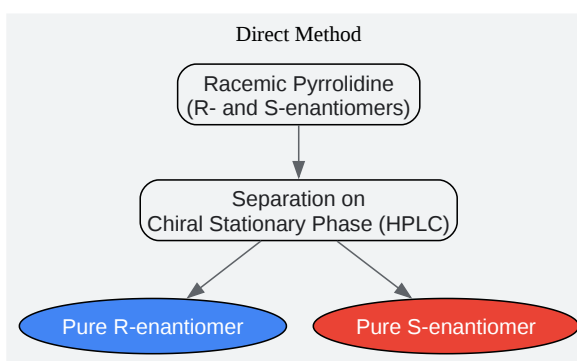 Direct Method
Racemic Pyrrolidine
(R- and S-enantiomers)
Separation on
Chiral Stationary Phase (HPLC)
Pure R-enantiomer
Pure S-enantiomer